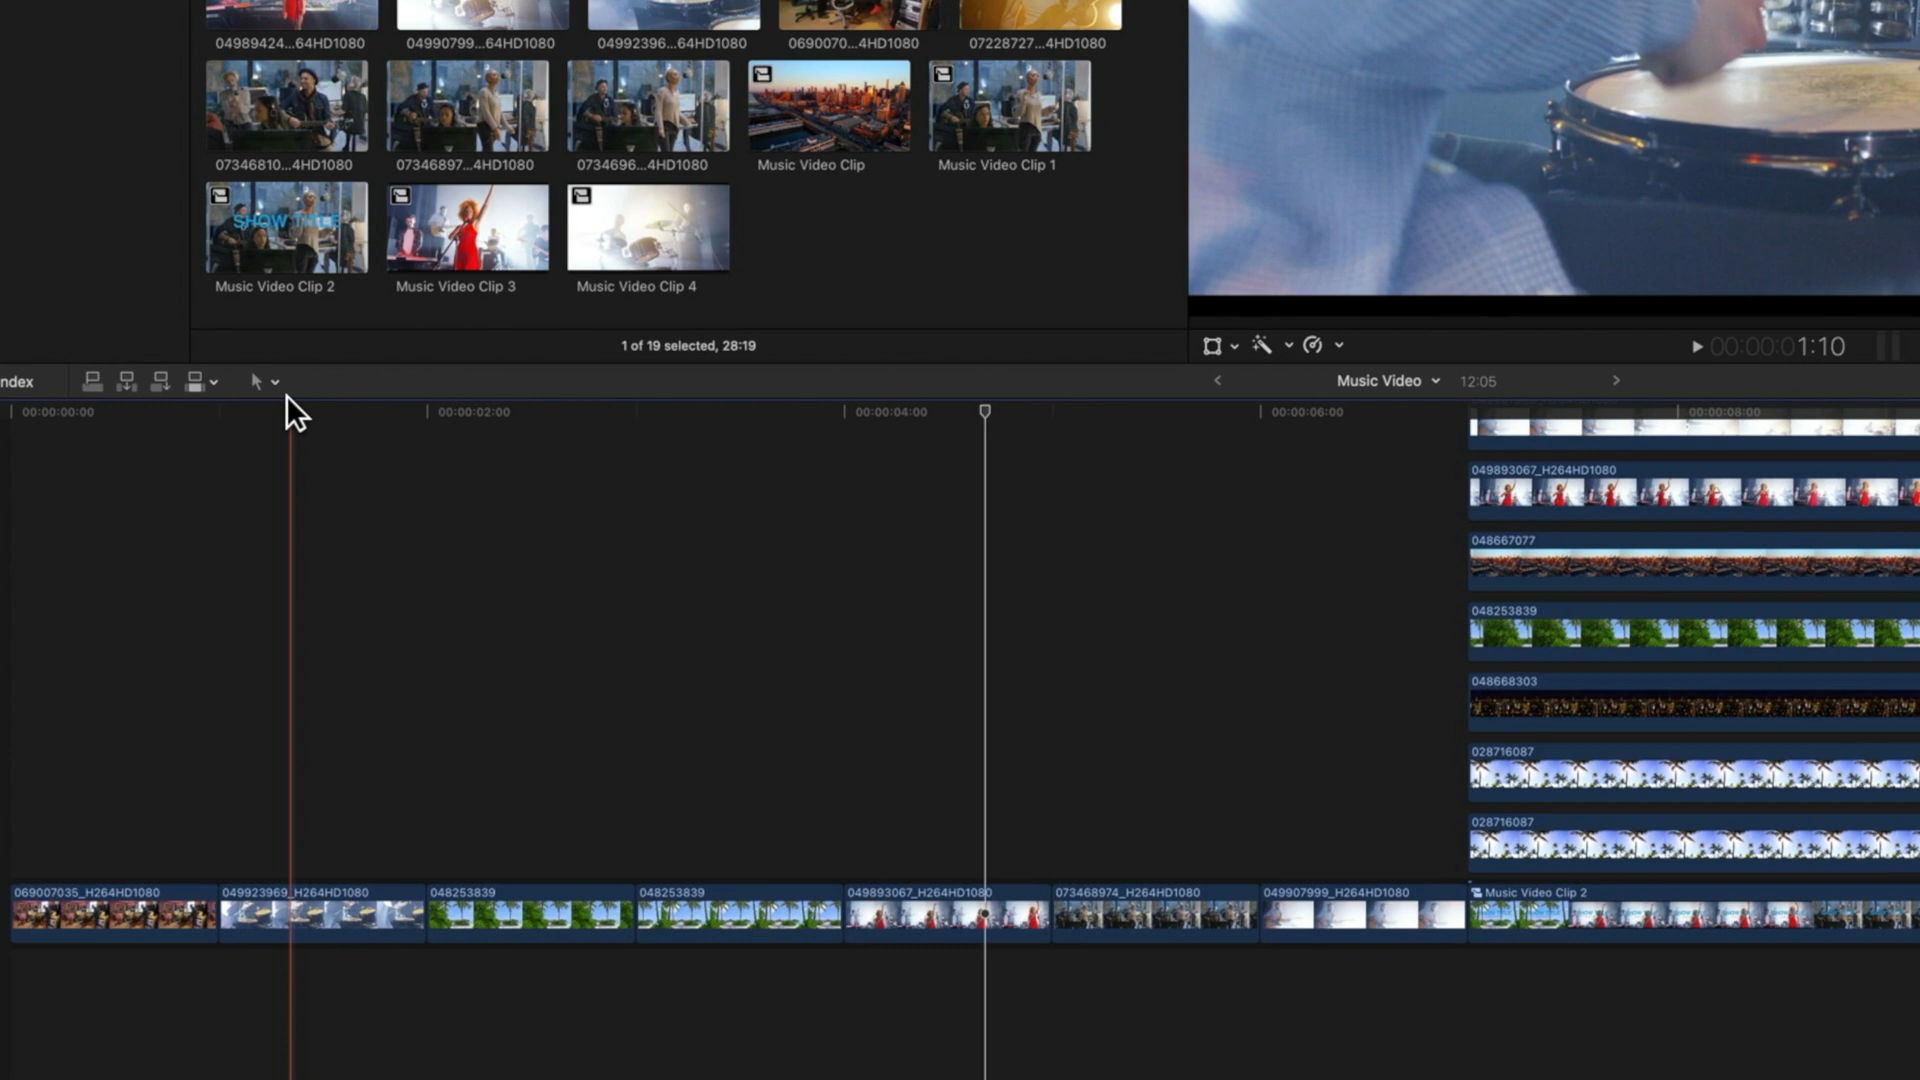 04989424...64HD1080
04990799...64HD1080
04992396...64HD1080
0690070...4HD1080
07228727...4HD1080
07346810...4HD1080
07346897...4HD1080
0734696...4HD1080
Music Video Clip
Music Video Clip 1
SHOW TITLE
Music Video Clip 2
Music Video Clip 3
Music Video Clip 4
1 of 19 selected, 28:19
00:00:01:10
ndex
Music Video
12:05
00:00:00:00
00:00:02:00
00:00:04:00
00:00:06:00
00:00:08:00
049893067_H264HD1080
048667077
048253839
048668303
028716087
028716087
069007035_H264HD1080
049923969_H264HD1080
048253839
048253839
049893067_H264HD1080
073468974_H264HD1080
049907999_H264HD1080
Music Video Clip 2